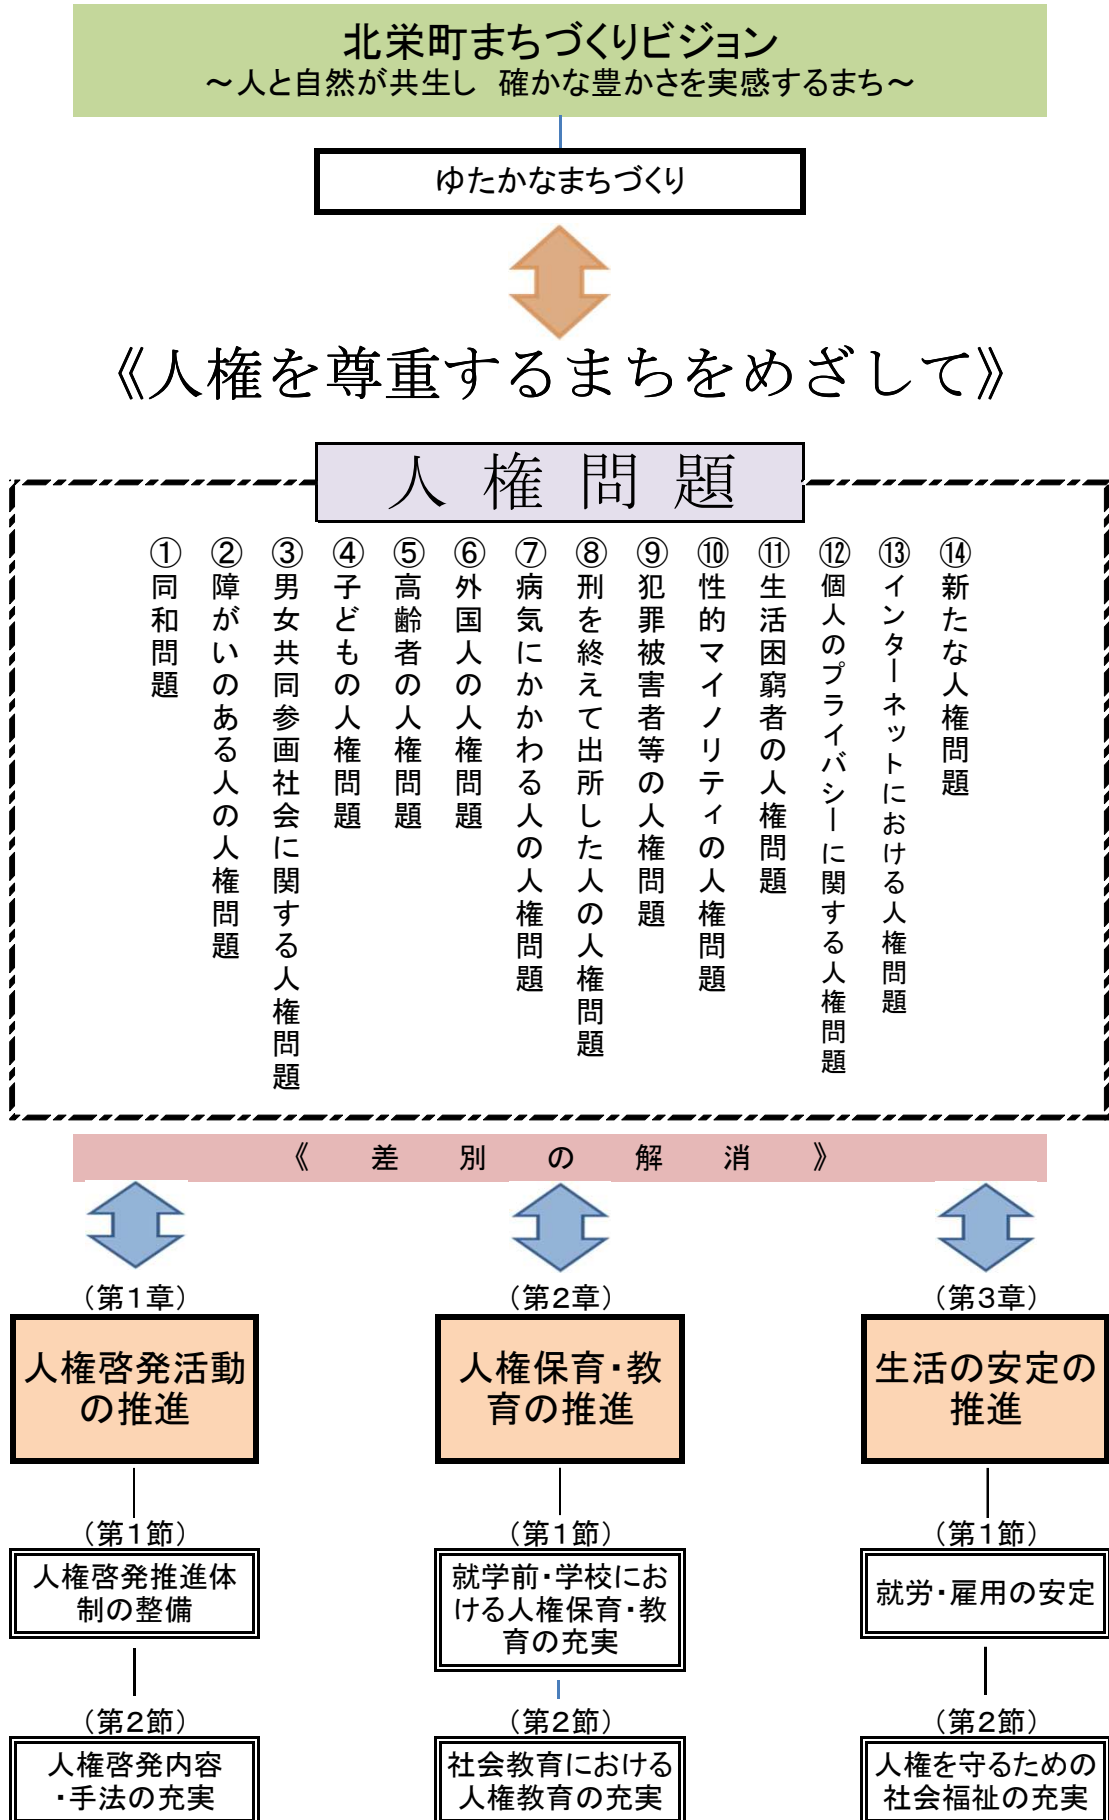 北栄町まちづくりビジョン
～人と自然が共生し 確かな豊かさを実感するまち～
ゆたかなまちづくり
《人権を尊重するまちをめざして》
人権問題
①同和問題
②障がいのある人の人権問題
③男女共同参画社会に関する人権問題
④子どもの人権問題
⑤高齢者の人権問題
⑥外国人の人権問題
⑦病気にかかわる人の人権問題
⑧刑を終えて出所した人の人権問題
⑨犯罪被害者等の人権問題
⑩性的マイノリティの人権問題
⑪生活困窮者の人権問題
⑫個人のプライバシーに関する人権問題
⑬インターネットにおける人権問題
⑭新たな人権問題
《差別の解消》
（第1章）
人権啓発活動
の推進
（第1節）
人権啓発推進体
制の整備
（第2節）
人権啓発内容
・手法の充実
（第2章）
人権保育・教
育の推進
（第1節）
就学前・学校にお
ける人権保育・教
育の充実
（第2節）
社会教育における
人権教育の充実
（第3章）
生活の安定の
推進
（第1節）
就労・雇用の安定
（第2節）
人権を守るための
社会福祉の充実